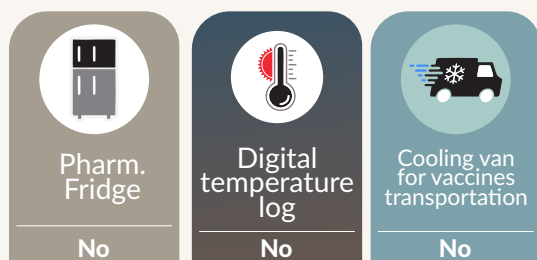 Pharm.
Fridge
No
Digital
temperature
log
No
Cooling van
for vaccines
transportation
No